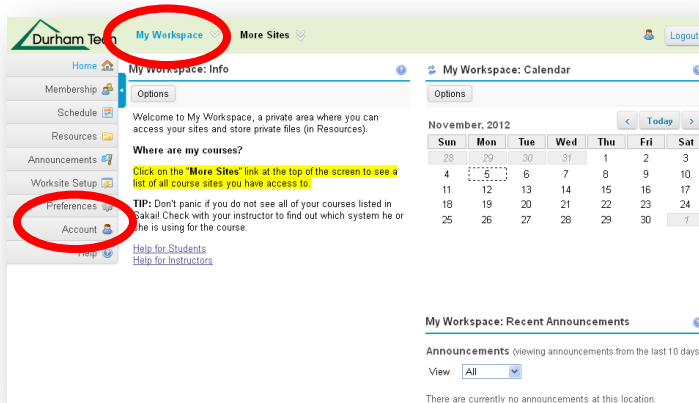 Durham Tech
My Workspace
More Sites
Logout
Home
Membership
Schedule
Resources
Announcements
Worksite Setup
Preferences
Account
Help
My Workspace: Info
Options
Welcome to My Workspace, a private area where you can
access your sites and store private files (in Resources).
Where are my courses?
Click on the "More Sites" link at the top of the screen to see a
list of all course sites you have access to.
TIP: Don't panic if you do not see all of your courses listed in
Sakai! Check with your instructor to find out which system he or
she is using for the course.
Help for Students
Help for Instructors
My Workspace: Calendar
Options
November, 2012
< Today >
Sun Mon Tue Wed Thu Fri Sat
28 29 30 31 1 2 3
4 5 6 7 8 9 10
11 12 13 14 15 16 17
18 19 20 21 22 23 24
25 26 27 28 29 30 1
My Workspace: Recent Announcements
Announcements (viewing announcements from the last 10 days
View All
There are currently no announcements at this location.